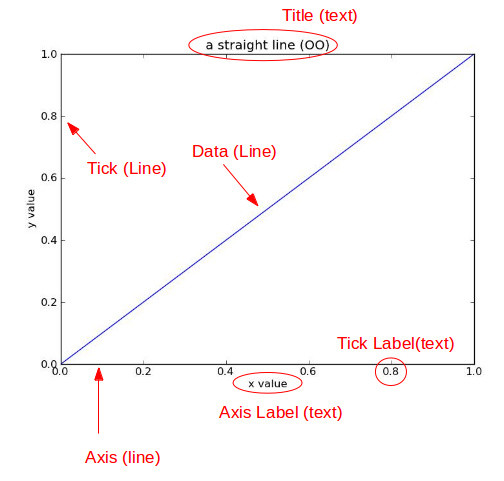 Title (text)
a straight line (OO)
1.0
0.8
Data (Line)
Tick (Line)
0.6
y value
0.4
0.2
Tick Label(text)
0.0
0.0 0.2 0.4 0.6 0.8 1.0
x value
Axis Label (text)
Axis (line)